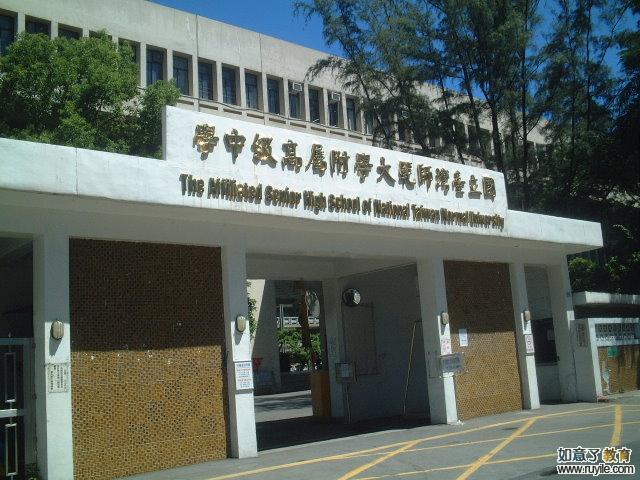 國立臺灣師範大學附屬高級中學
The Affiliated Senior High School of National Taiwan Normal University
如意了教育
www.ruyile.com